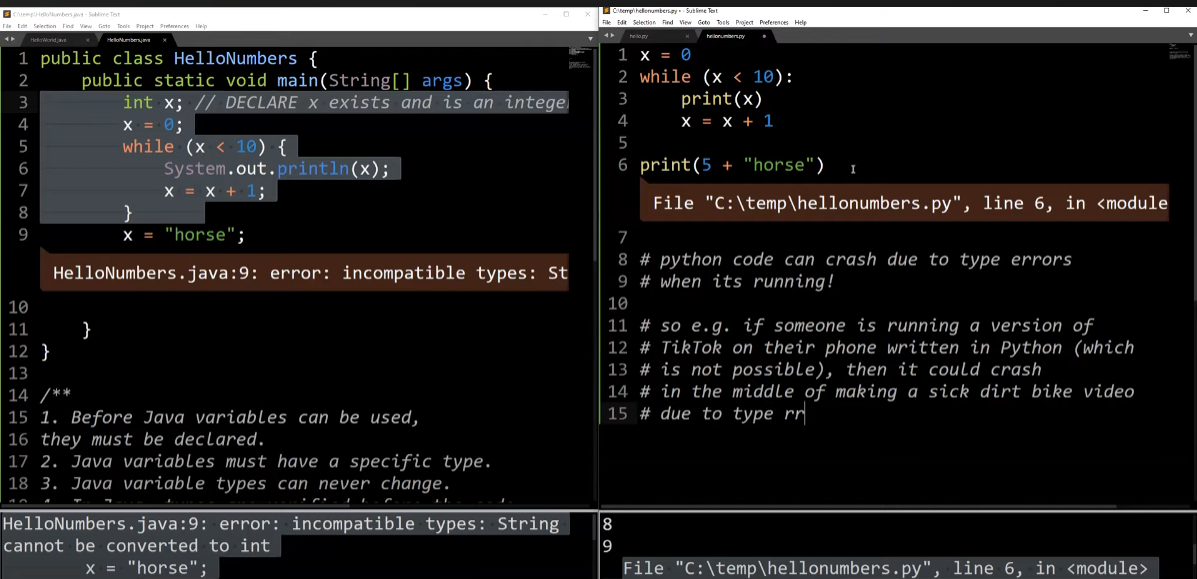 C:\temp\HelloNumbers.java - Sublime Text
File Edit Selection Find View Goto Tools Project Preferences Help
HelloWorld.java HelloNumbers.java
1 public class HelloNumbers {
2 public static void main(String[] args) {
3 int x; // DECLARE x exists and is an intege
4 x = 0;
5 while (x < 10) {
6 System.out.println(x);
7 x = x + 1;
8 }
9 x = "horse";
HelloNumbers.java:9: error: incompatible types: St
10
11 }
12 }
13
14 /**
15 1. Before Java variables can be used,
16 they must be declared.
17 2. Java variables must have a specific type.
18 3. Java variable types can never change.
HelloNumbers.java:9: error: incompatible types: String
cannot be converted to int
x = "horse";
C:\temp\hellonumbers.py • - Sublime Text
File Edit Selection Find View Goto Tools Project Preferences Help
hello.py hellonumbers.py
1 x = 0
2 while (x < 10):
3 print(x)
4 x = x + 1
5
6 print(5 + "horse")
File "C:\temp\hellonumbers.py", line 6, in <module
7
8 # python code can crash due to type errors
9 # when its running!
10
11 # so e.g. if someone is running a version of
12 # TikTok on their phone written in Python (which
13 # is not possible), then it could crash
14 # in the middle of making a sick dirt bike video
15 # due to type rr
8
9
File "C:\temp\hellonumbers.py", line 6, in <module>